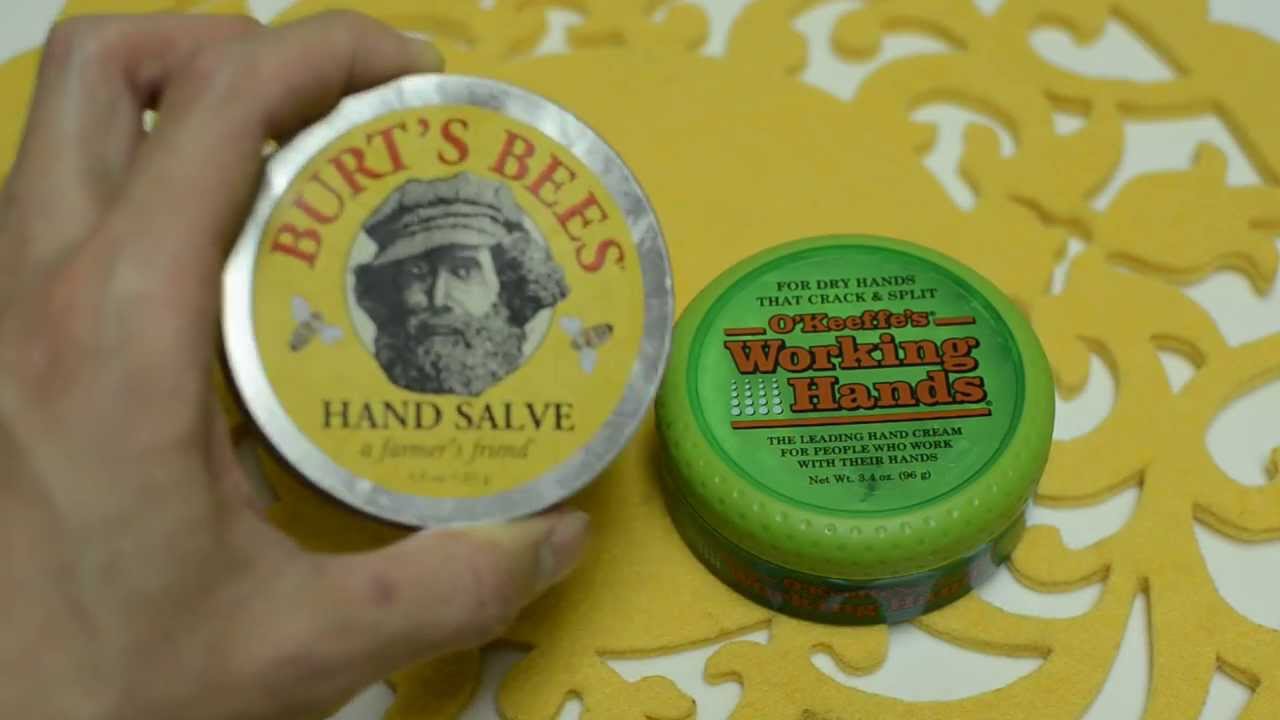 BURT'S BEES
HAND SALVE
a farmer's friend
FOR DRY HANDS
THAT CRACK & SPLIT
O'Keeffe's
Working
Hands
THE LEADING HAND CREAM
FOR PEOPLE WHO WORK
WITH THEIR HANDS
Net Wt. 3.4 oz. (96 g)